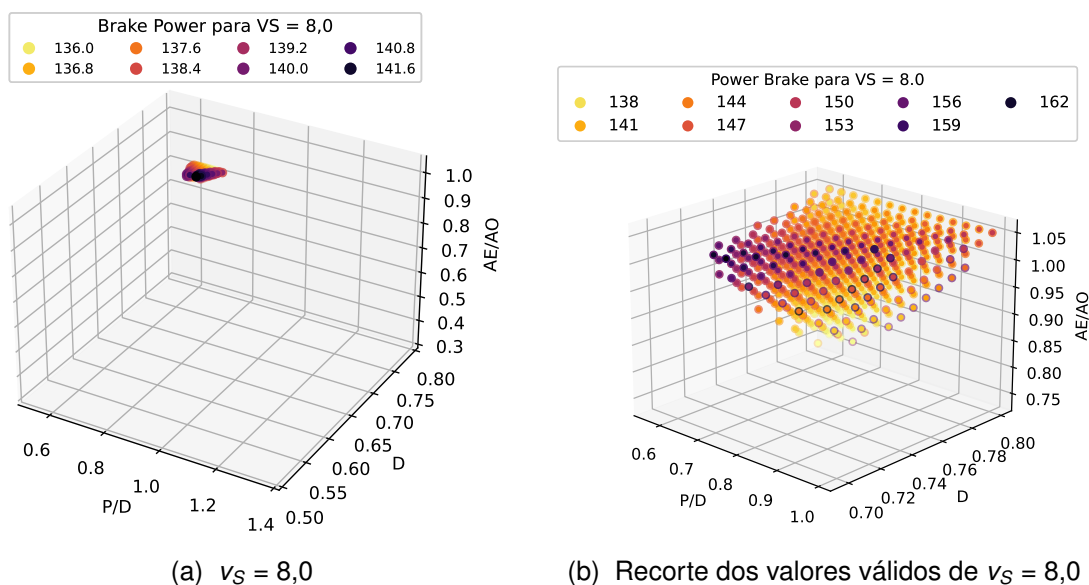 Brake Power para VS = 8,0
136.0 137.6 139.2 140.8
136.8 138.4 140.0 141.6
1.0
0.9
0.8
0.7
0.6
0.5
0.4
0.3
AE/AO
0.80
0.75
0.70
0.65
0.60
0.55
0.50
D
0.6
0.8
1.0
1.2
1.4
P/D
(a) vS = 8,0
Power Brake para VS = 8.0
138 144 150 156 162
141 147 153 159
1.05
1.00
0.95
0.90
0.85
0.80
0.75
AE/AO
0.80
0.78
0.76
0.74
0.72
0.70
D
0.6
0.7
0.8
0.9
1.0
P/D
(b) Recorte dos valores válidos de vS = 8,0